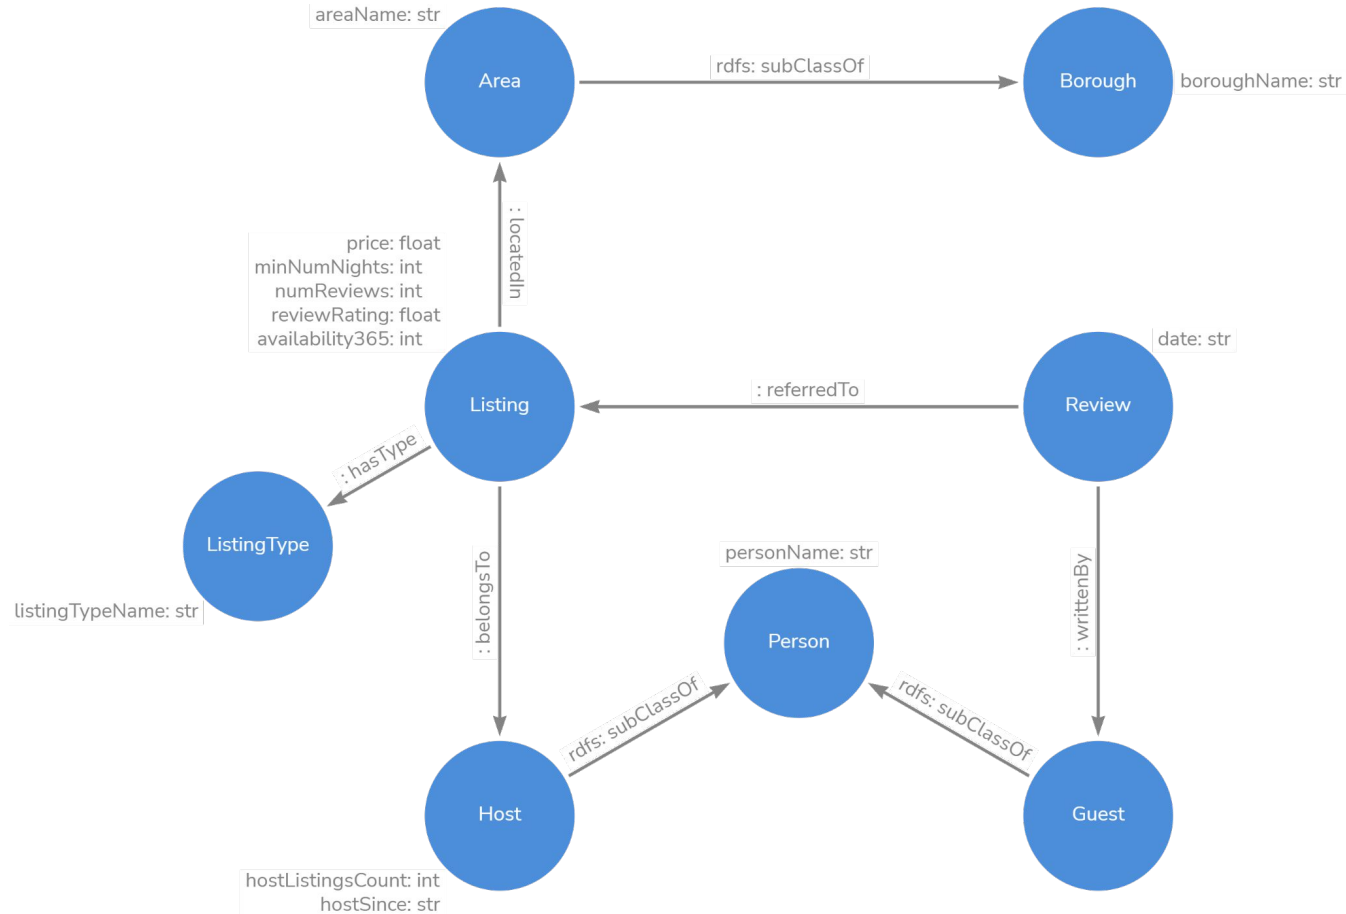 areaName: str
Area
rdfs: subClassOf
Borough
boroughName: str
: locatedIn
price: float
minNumNights: int
numReviews: int
reviewRating: float
availability365: int
date: str
Listing
: referredTo
Review
: hasType
ListingType
listingTypeName: str
: belongsTo
personName: str
Person
: writtenBy
rdfs: subClassOf
rdfs: subClassOf
Host
Guest
hostListingsCount: int
hostSince: str